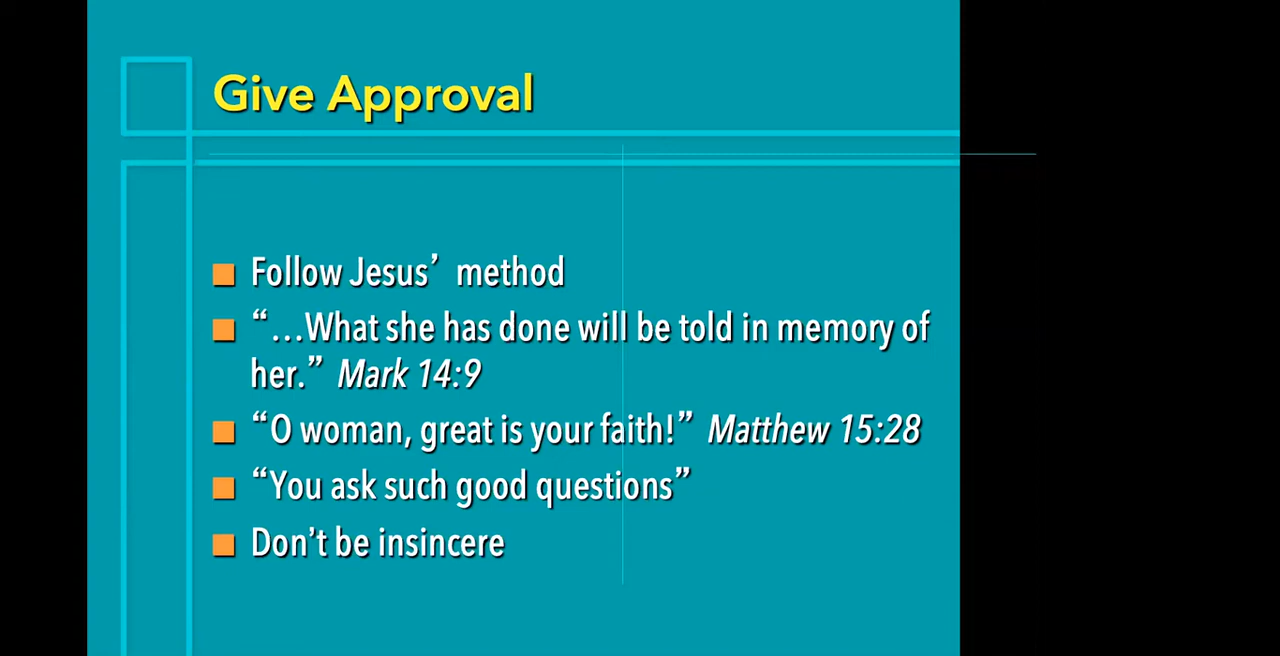 Give Approval
Follow Jesus’ method
“…What she has done will be told in memory of
her.” Mark 14:9
“O woman, great is your faith!” Matthew 15:28
“You ask such good questions”
Don’t be insincere